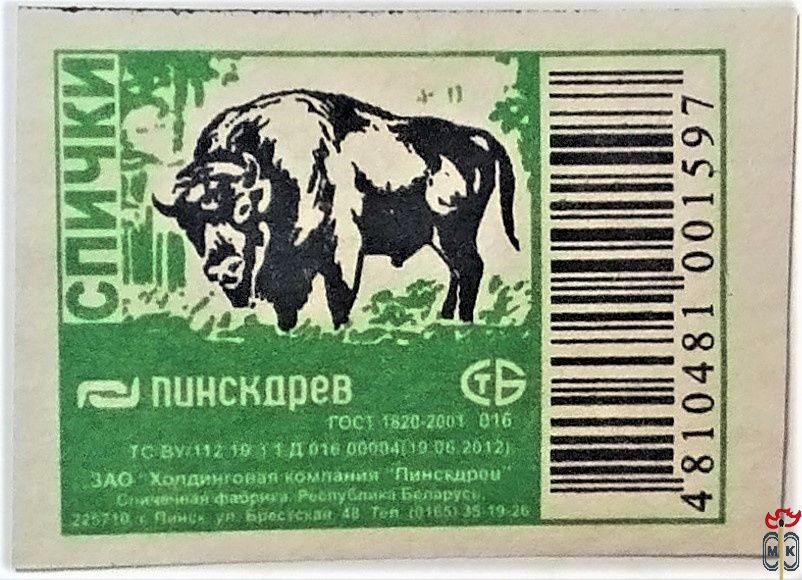 СПИЧКИ
ПИНСКДРЕВ
СТБ
ГОСТ 1820-2001 016
ТС BY/112 19 1 1 Д 016 00004(19 06 2012)
ЗАО "Холдинговая компания "Пинскдрев"
Спичечная фабрика, Республика Беларусь,
г. Пинск ул. Брестская 48 Тел (0165) 35-19-26
4810481001597
МК